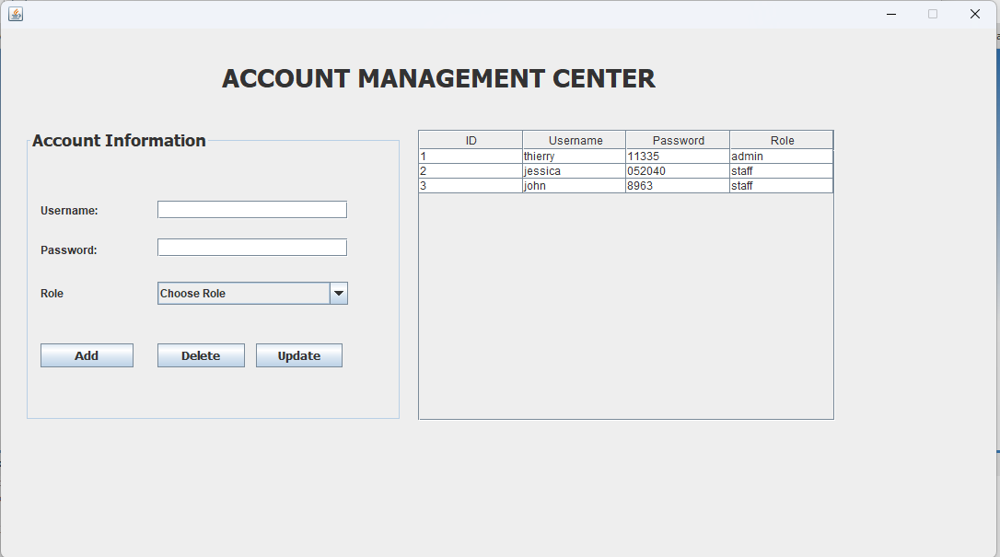 ACCOUNT MANAGEMENT CENTER
Account Information
Username:
Password:
Role
Choose Role
Add Delete Update
ID Username Password Role
1 thierry 11335 admin
2 jessica 052040 staff
3 john 8963 staff